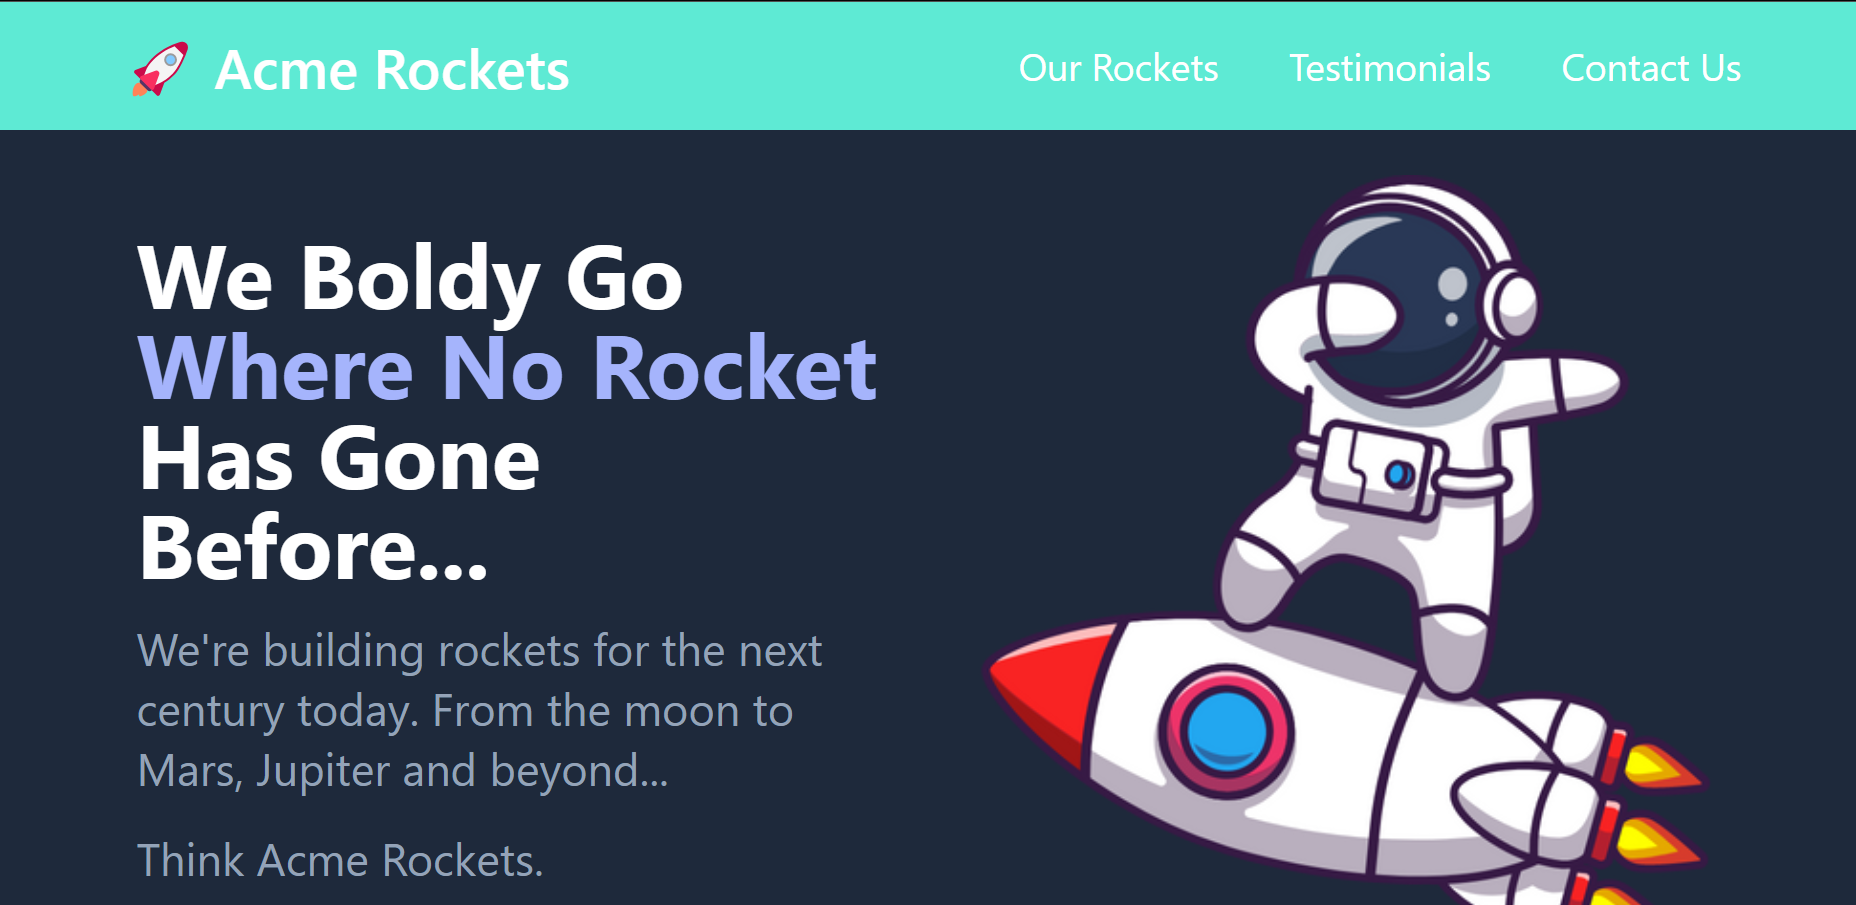 Acme Rockets
Our Rockets
Testimonials
Contact Us
We Boldy Go
Where No Rocket
Has Gone
Before...
We're building rockets for the next
century today. From the moon to
Mars, Jupiter and beyond...
Think Acme Rockets.